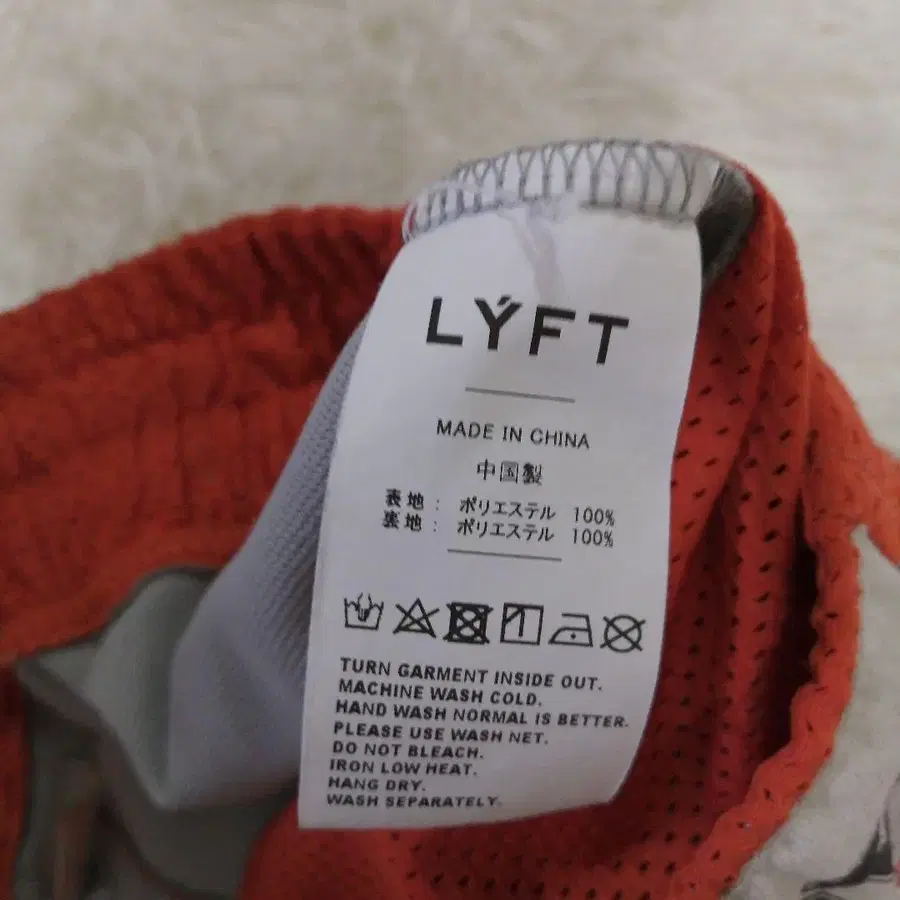 LÝFT
MADE IN CHINA
中国製
表地： ポリエステル 100%
裏地： ポリエステル 100%
TURN GARMENT INSIDE OUT.
MACHINE WASH COLD.
HAND WASH NORMAL IS BETTER.
PLEASE USE WASH NET.
DO NOT BLEACH.
IRON LOW HEAT.
HANG DRY.
WASH SEPARATELY.